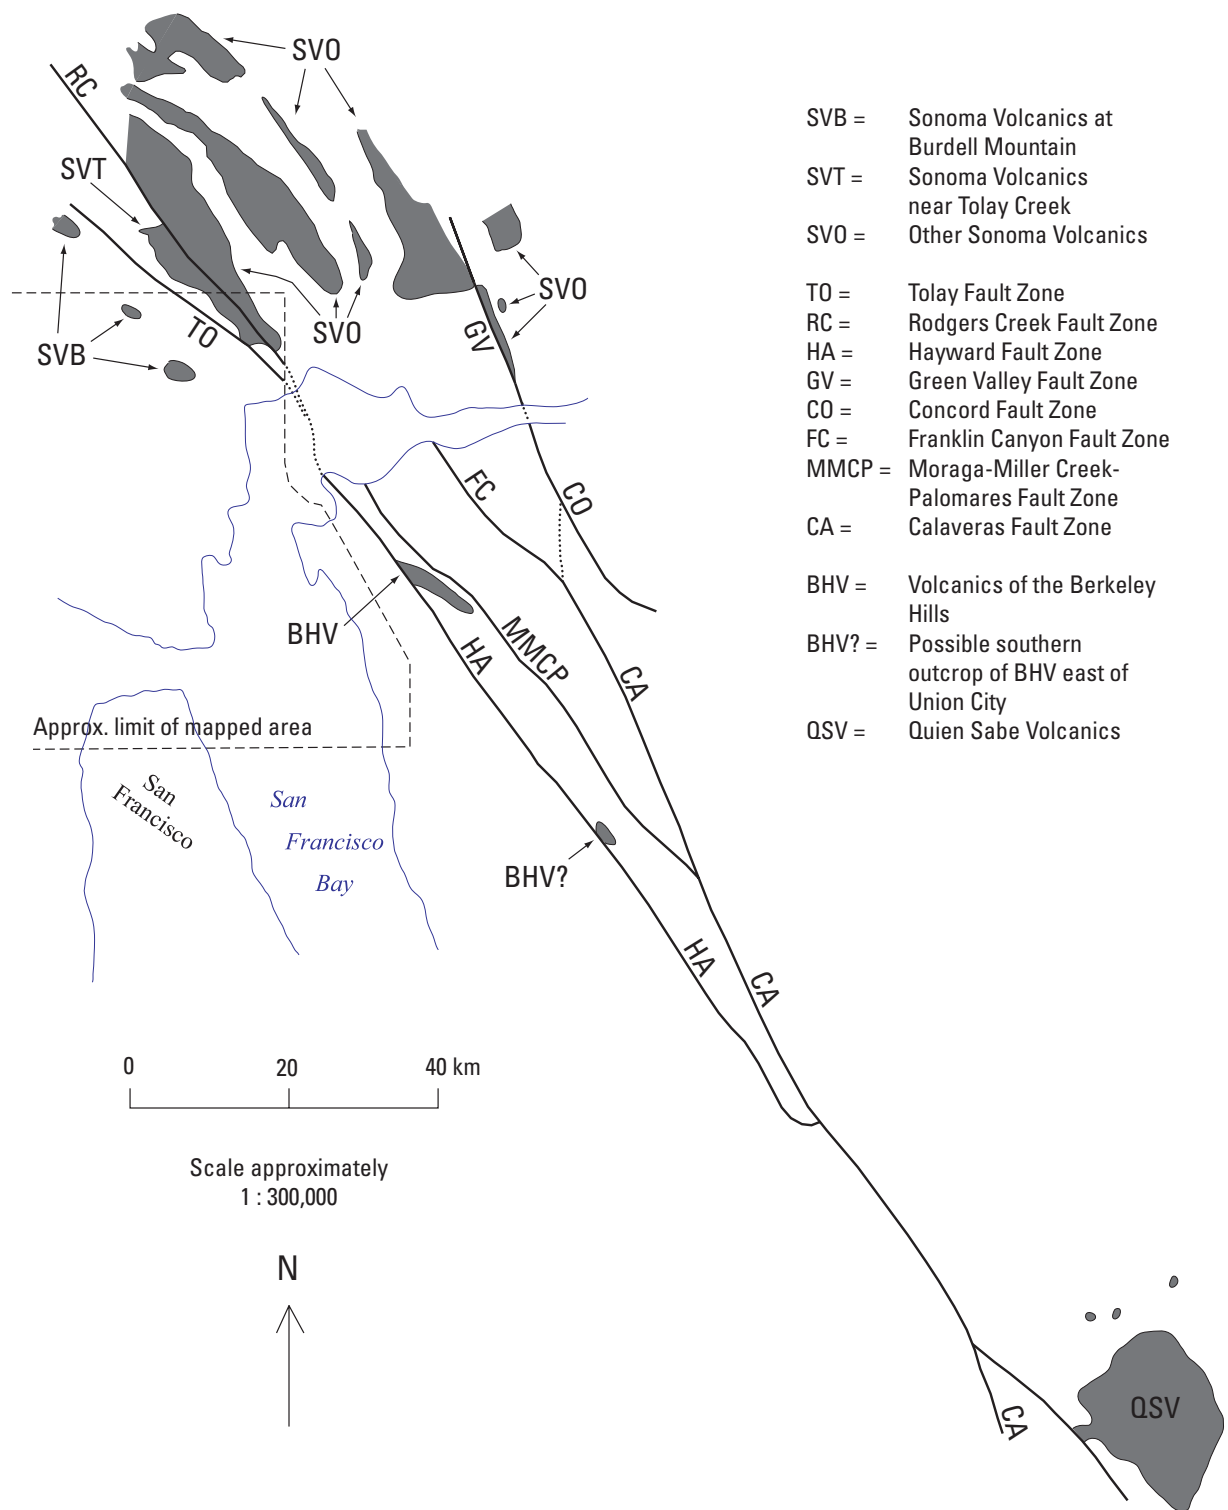 SVO
RC
SVT
SVB
TO
SVO
GV
SVO
SVB = Sonoma Volcanics at
Burdell Mountain
SVT = Sonoma Volcanics
near Tolay Creek
SVO = Other Sonoma Volcanics
TO = Tolay Fault Zone
RC = Rodgers Creek Fault Zone
HA = Hayward Fault Zone
GV = Green Valley Fault Zone
CO = Concord Fault Zone
FC = Franklin Canyon Fault Zone
MMCP = Moraga-Miller Creek-
Palomares Fault Zone
CA = Calaveras Fault Zone
BHV = Volcanics of the Berkeley
Hills
BHV? = Possible southern
outcrop of BHV east of
Union City
QSV = Quien Sabe Volcanics
FC
CO
BHV
HA
MMCP
CA
Approx. limit of mapped area
San
Francisco
San
Francisco
Bay
BHV?
HA
CA
0 20 40 km
Scale approximately
1 : 300,000
N
CA
QSV